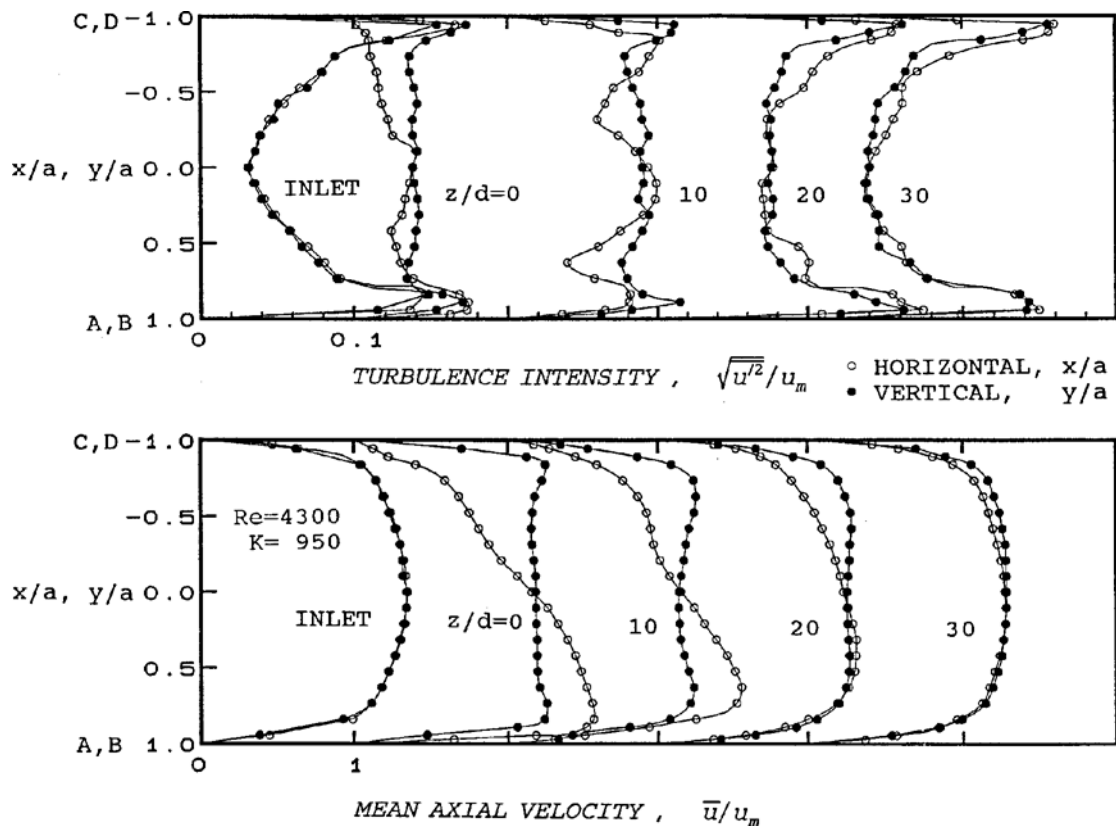 C,D -1.0
-0.5
x/a, y/a 0.0
0.5
A,B 1.0
INLET z/d=0 10 20 30
0 0.1
TURBULENCE INTENSITY , √u′²/uₘ
○ HORIZONTAL, x/a
● VERTICAL, y/a
C,D -1.0
-0.5
Re=4300
K= 950
x/a, y/a 0.0
INLET z/d=0 10 20 30
0.5
A,B 1.0
0 1
MEAN AXIAL VELOCITY , u̅/uₘ